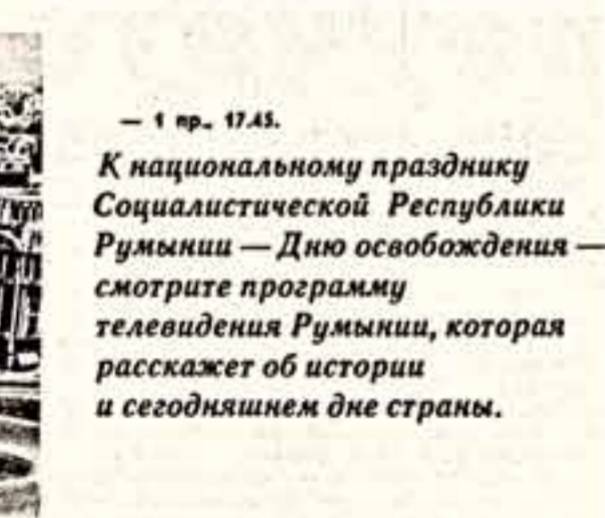 — 1 пр., 17.45.
К национальному празднику
Социалистической Республики
Румынии — Дню освобождения —
смотрите программу
телевидения Румынии, которая
расскажет об истории
и сегодняшнем дне страны.